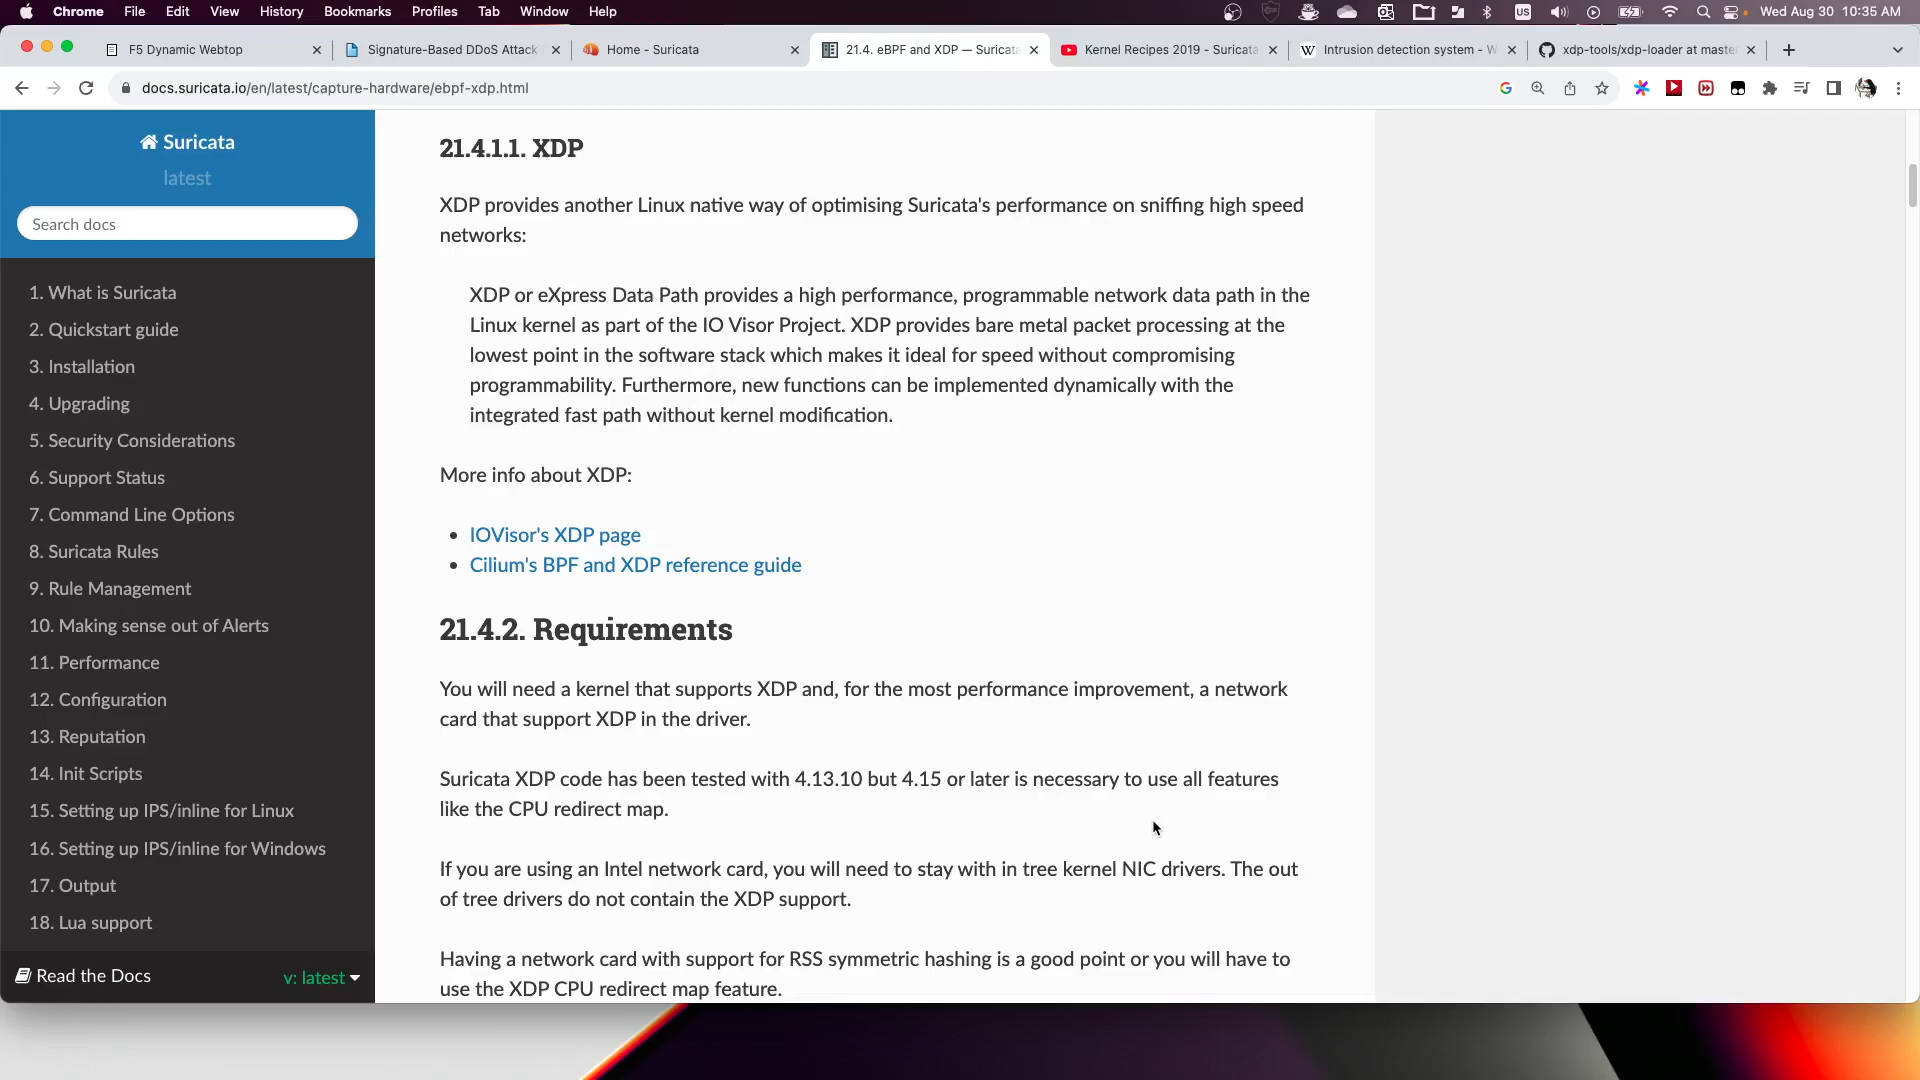 Chrome File Edit View History Bookmarks Profiles Tab Window Help
US
Wed Aug 30 10:35 AM
F5 Dynamic Webtop
Signature-Based DDoS Attack
Home - Suricata
21.4. eBPF and XDP — Suricata
Kernel Recipes 2019 - Suricata
W
Intrusion detection system - W
xdp-tools/xdp-loader at maste
docs.suricata.io/en/latest/capture-hardware/ebpf-xdp.html
Suricata
latest
Search docs
1. What is Suricata
2. Quickstart guide
3. Installation
4. Upgrading
5. Security Considerations
6. Support Status
7. Command Line Options
8. Suricata Rules
9. Rule Management
10. Making sense out of Alerts
11. Performance
12. Configuration
13. Reputation
14. Init Scripts
15. Setting up IPS/inline for Linux
16. Setting up IPS/inline for Windows
17. Output
18. Lua support
Read the Docs
v: latest
21.4.1.1. XDP
XDP provides another Linux native way of optimising Suricata's performance on sniffing high speed
networks:
XDP or eXpress Data Path provides a high performance, programmable network data path in the
Linux kernel as part of the IO Visor Project. XDP provides bare metal packet processing at the
lowest point in the software stack which makes it ideal for speed without compromising
programmability. Furthermore, new functions can be implemented dynamically with the
integrated fast path without kernel modification.
More info about XDP:
• IOVisor's XDP page
• Cilium's BPF and XDP reference guide
21.4.2. Requirements
You will need a kernel that supports XDP and, for the most performance improvement, a network
card that support XDP in the driver.
Suricata XDP code has been tested with 4.13.10 but 4.15 or later is necessary to use all features
like the CPU redirect map.
If you are using an Intel network card, you will need to stay with in tree kernel NIC drivers. The out
of tree drivers do not contain the XDP support.
Having a network card with support for RSS symmetric hashing is a good point or you will have to
use the XDP CPU redirect map feature.